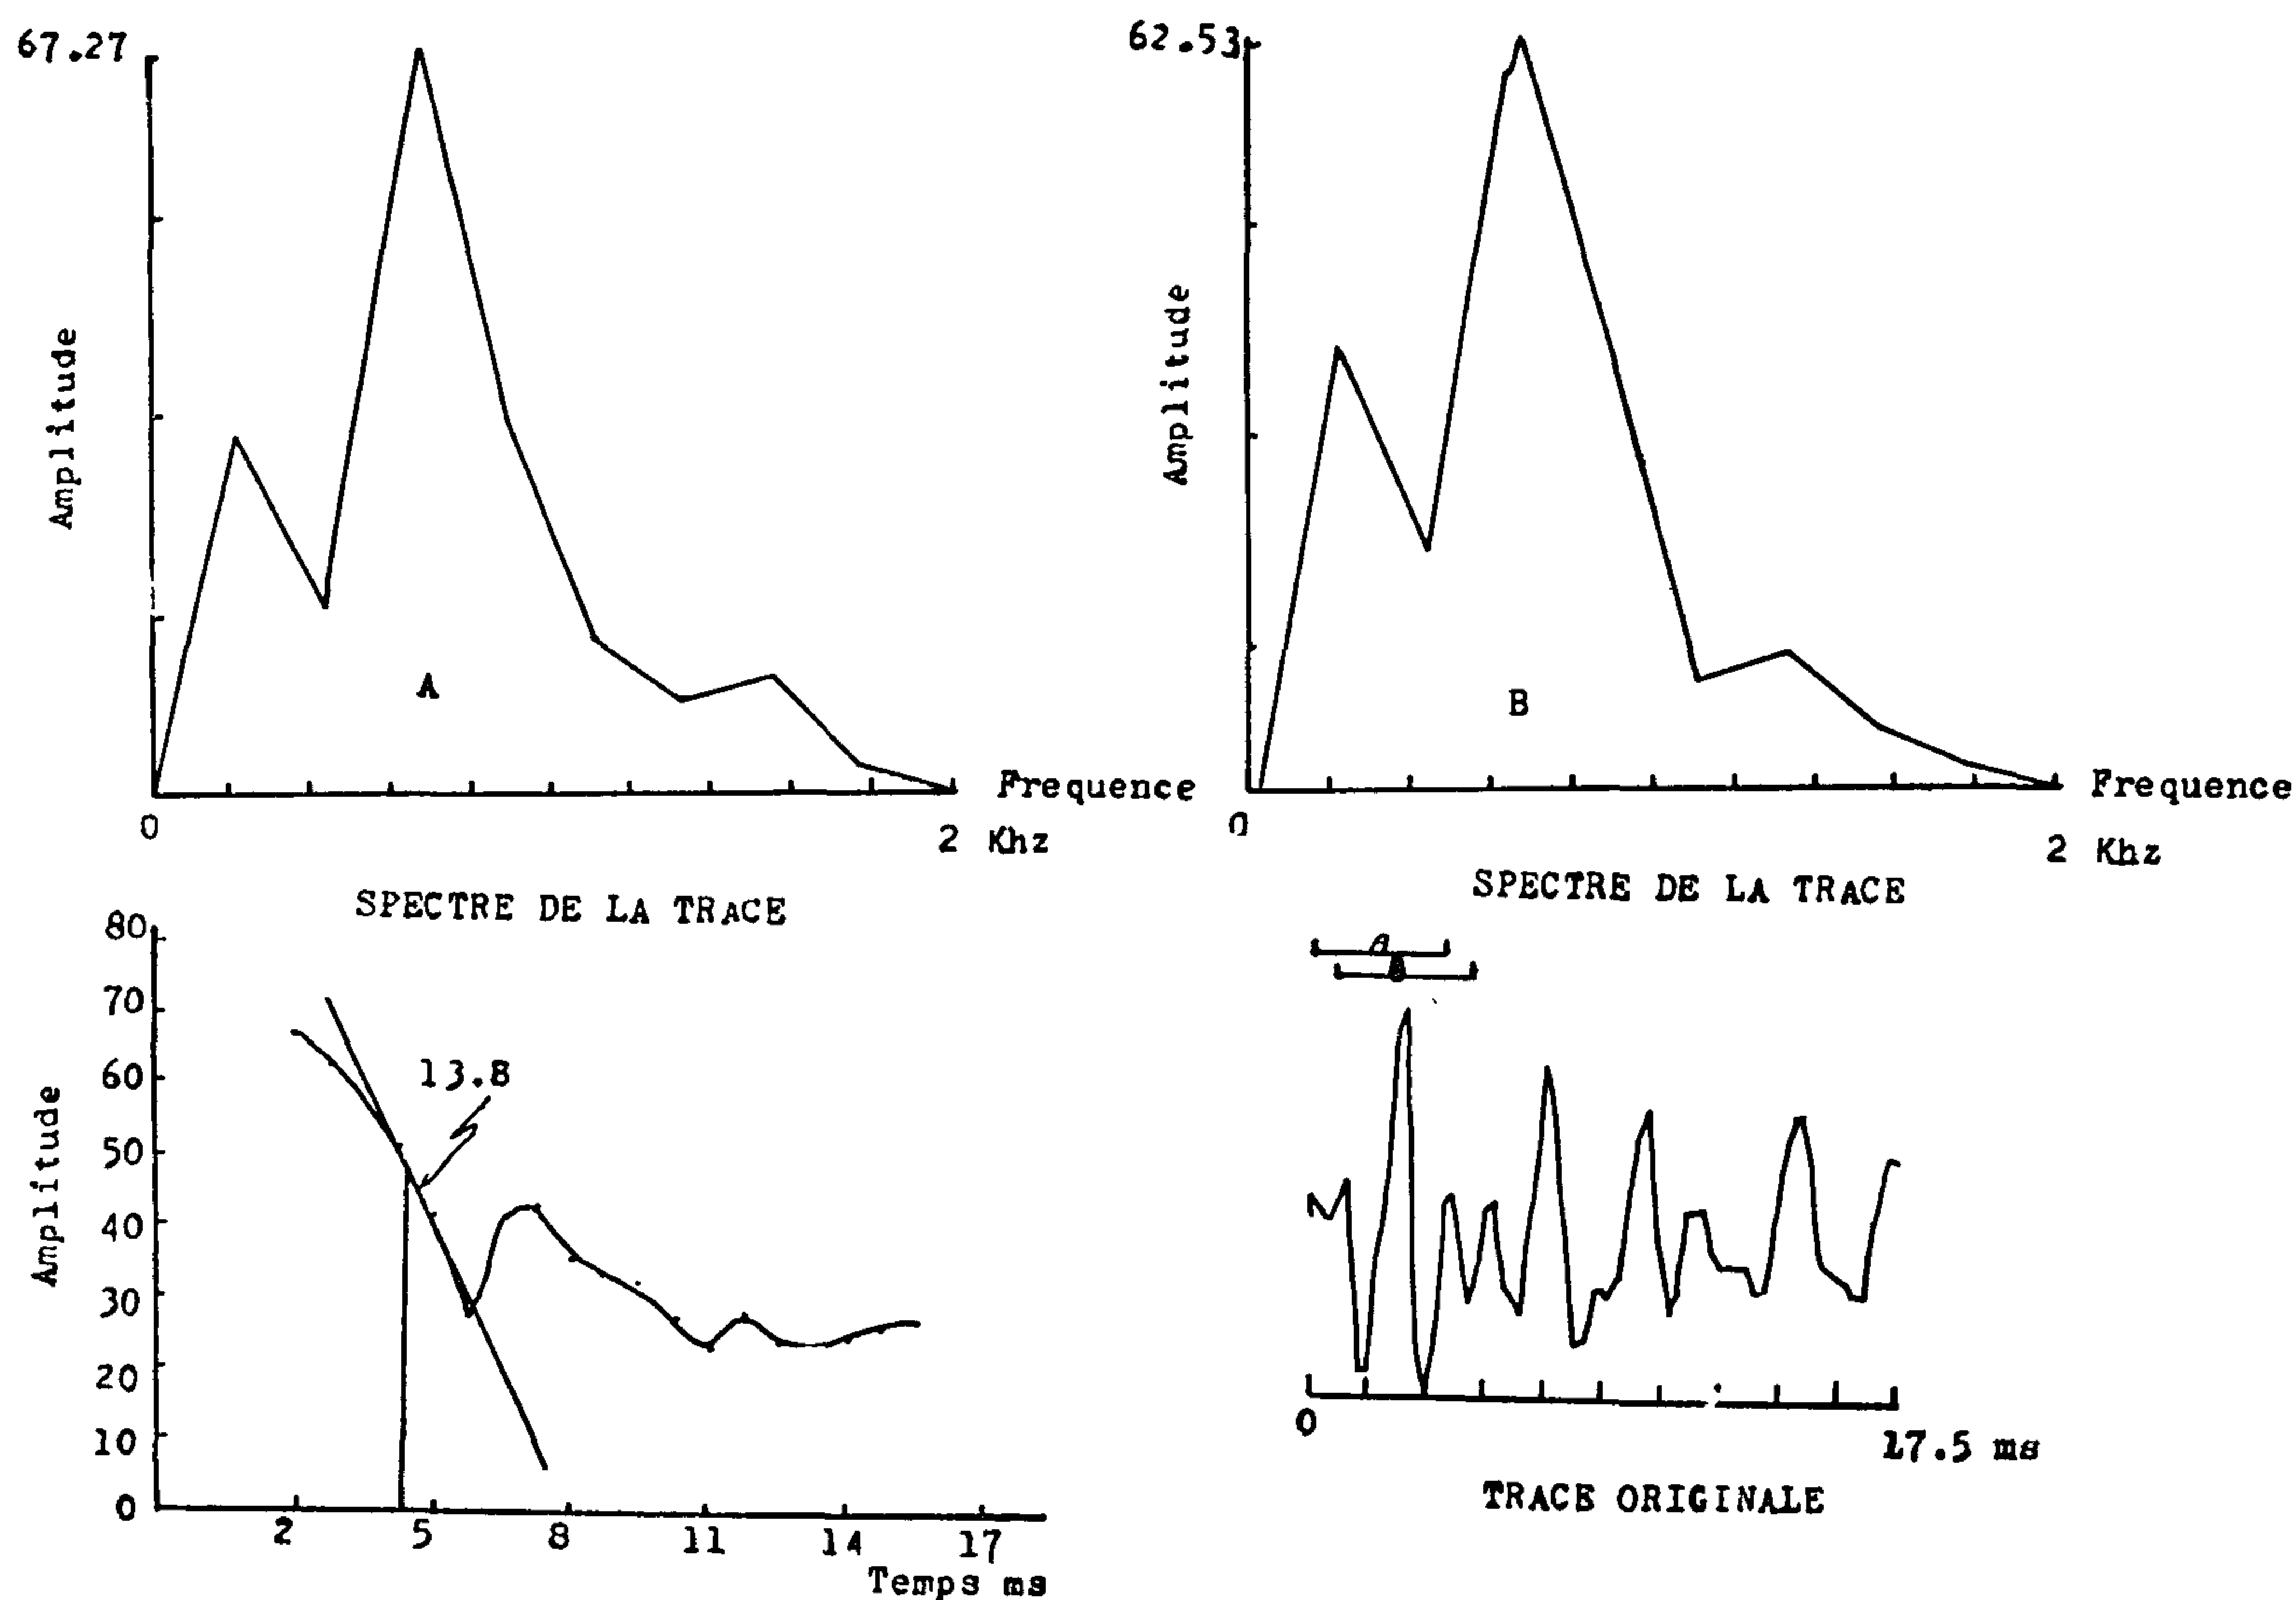 67.27
Amplitude
A
0
2 Khz
Frequence
SPECTRE DE LA TRACE
62.53
Amplitude
B
0
2 Khz
Frequence
SPECTRE DE LA TRACE
80
70
60
50
40
30
20
10
0
Amplitude
13.8
2
5
8
11
14
17
Temps ms
A
0
17.5 ms
TRACE ORIGINALE